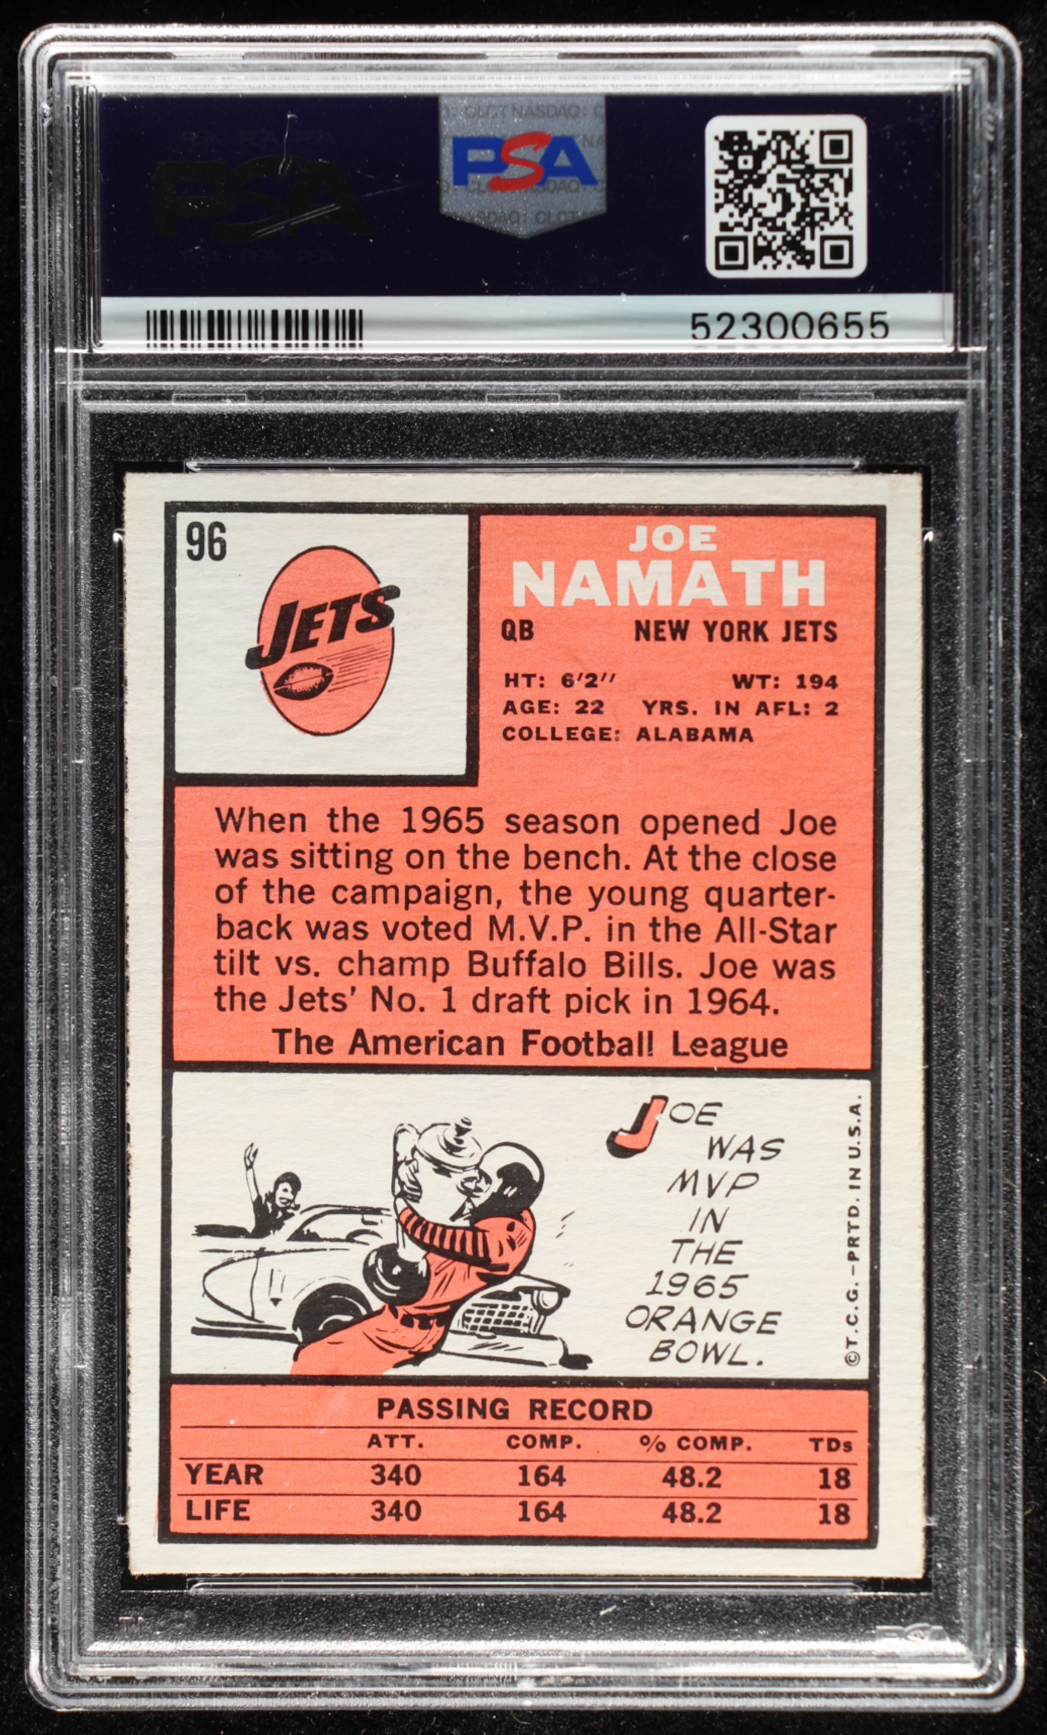 PSA
PSA
52300655
96
JETS
JOE
NAMATH
QB NEW YORK JETS
HT: 6'2" WT: 194
AGE: 22 YRS. IN AFL: 2
COLLEGE: ALABAMA
When the 1965 season opened Joe
was sitting on the bench. At the close
of the campaign, the young quarter-
back was voted M.V.P. in the All-Star
tilt vs. champ Buffalo Bills. Joe was
the Jets' No. 1 draft pick in 1964.
The American Football League
JOE
WAS
MVP
IN
THE
1965
ORANGE
BOWL.
©T.C.G.–PRTD. IN U.S.A.
PASSING RECORD
ATT. COMP. % COMP. TDs
YEAR 340 164 48.2 18
LIFE 340 164 48.2 18